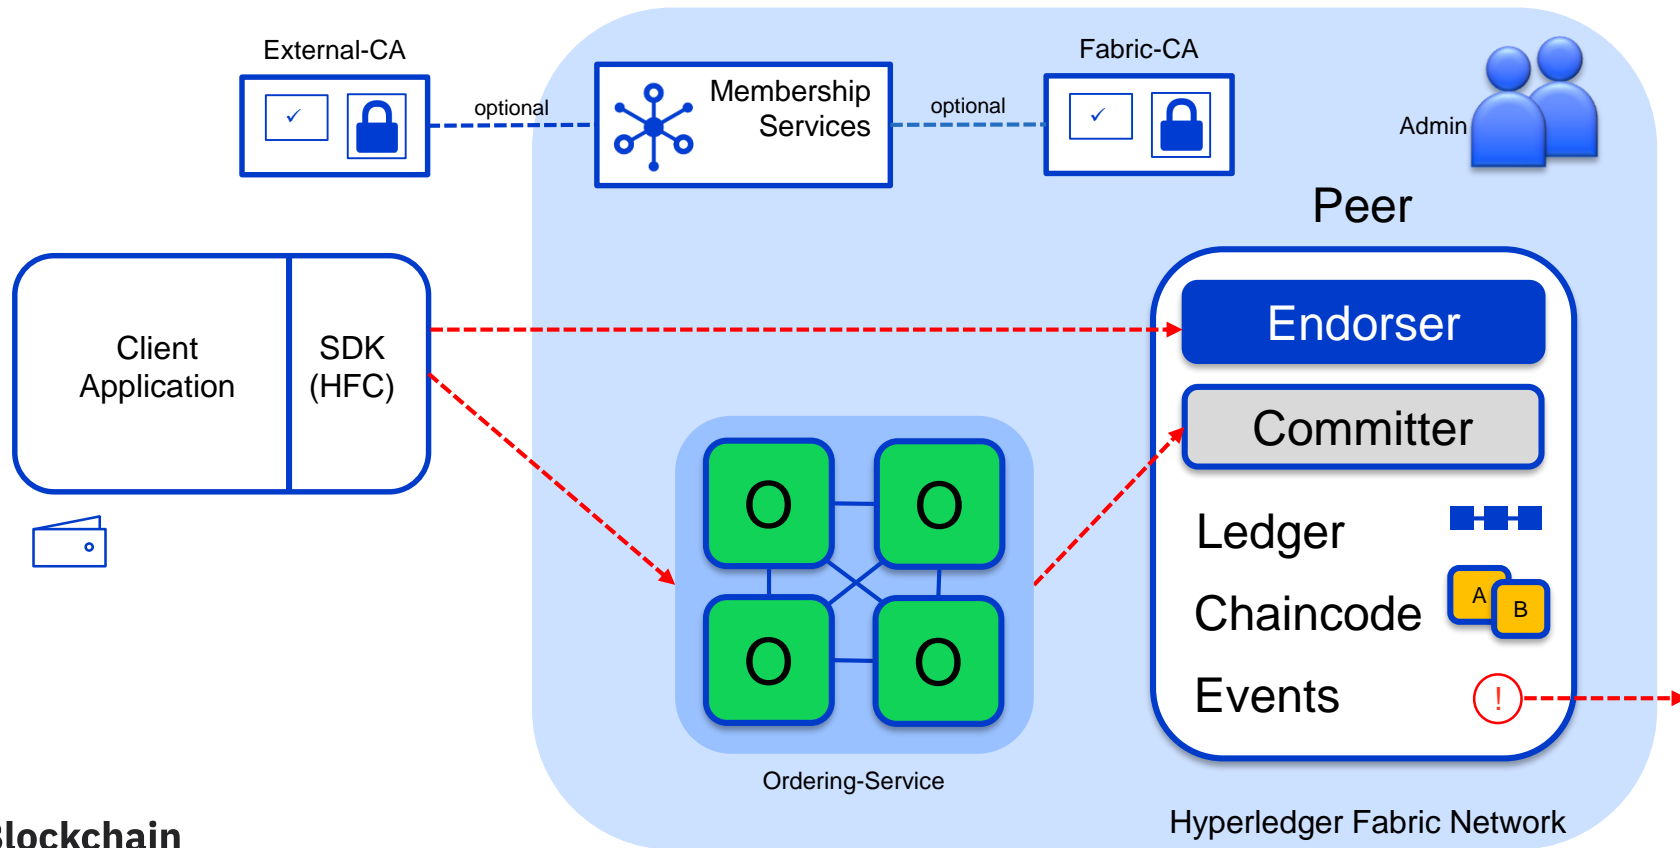 External-CA
Fabric-CA
optional
Membership
Services
optional
Admin
Peer
Client
Application
SDK
(HFC)
Endorser
Committer
O
O
O
O
Ledger
Chaincode
A
B
Events
!
Ordering-Service
Hyperledger Fabric Network
Blockchain